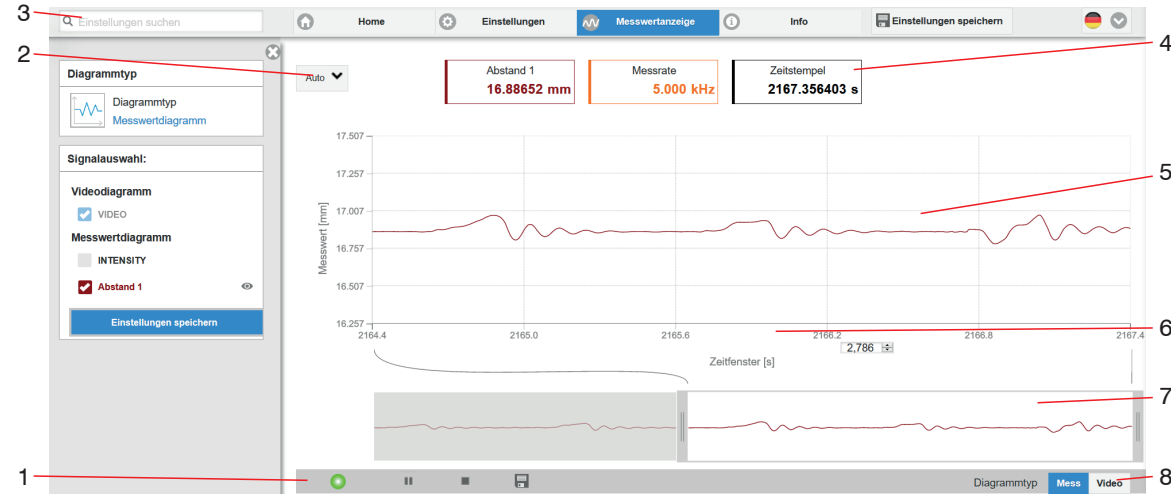 3
Einstellungen suchen
Home
Einstellungen
Messwertanzeige
Info
Einstellungen speichern
2
4
Diagrammtyp
Diagrammtyp
Messwertdiagramm
Signalauswahl:
Videodiagramm
VIDEO
Messwertdiagramm
INTENSITY
Abstand 1
Einstellungen speichern
Auto
Abstand 1
16.88652 mm
Messrate
5.000 kHz
Zeitstempel
2167.356403 s
5
Messwert [mm]
17.507
17.257
17.007
16.757
16.507
16.257
2164.4
2165.0
2165.6
2166.2
2166.8
2167.4
6
2,786
Zeitfenster [s]
7
1
Diagrammtyp
Mess
Video
8